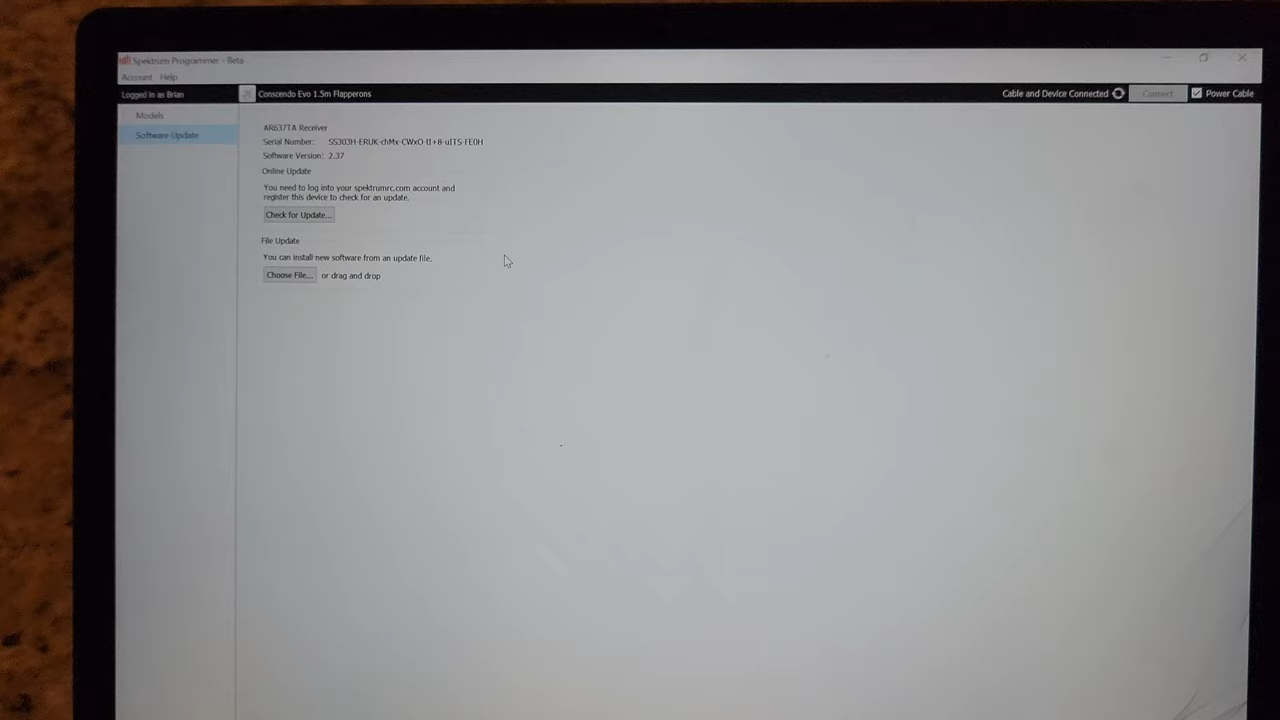 Spektrum Programmer - Beta
Account Help
Logged in as Brian
Conscendo Evo 1.5m Flapperons
Cable and Device Connected
Connect
Power Cable
Models
Software Update
AR637TA Receiver
Serial Number:
Software Version: 2.37
Online Update
You need to log into your spektrumrc.com account and
register this device to check for an update.
Check for Update...
File Update
You can install new software from an update file.
Choose File... or drag and drop